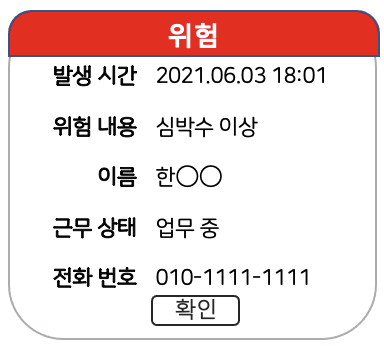 위험
발생 시간 2021.06.03 18:01
위험 내용 심박수 이상
이름 한○○
근무 상태 업무 중
전화 번호 010-1111-1111
확인